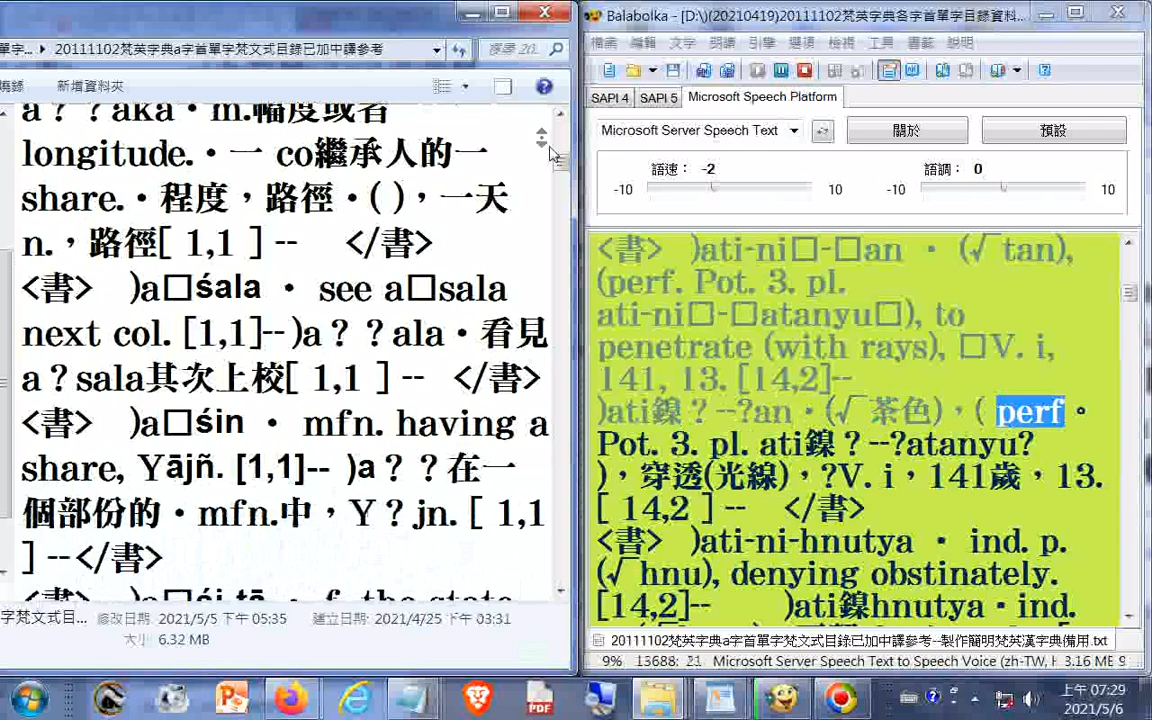 單字... ▸ 20111102梵英字典a字首單字梵文式目錄已加中譯參考
搜尋 20...
燒錄 新增資料夾
a？？aka‧m.幅度或者
longitude.‧一 co繼承人的一
share.‧程度，路徑‧( )，一天
n.，路徑[ 1,1 ] -- </書>
<書> )a□śala ‧ see a□sala
next col. [1,1]-- )a？？ala‧看見
a？sala其次上校[ 1,1 ] -- </書>
<書> )a□śin ‧ mfn. having a
share, Yājñ. [1,1]-- )a？？在一
個部份的‧mfn.中，Y？jn. [ 1,1
] --</書>
<書> )a□śi-tā ‧ f. the state
字梵文式目... 修改日期: 2021/5/5 下午 05:35 建立日期: 2021/4/25 下午 03:31
大小: 6.32 MB
Balabolka - [D:\)(20210419)20111102梵英字典各字首單字目錄資料...
檔案 編輯 文字 朗讀 引擎 選項 檢視 工具 書籤 說明
SAPI 4 SAPI 5 Microsoft Speech Platform
Microsoft Server Speech Text 關於 預設
語速: -2 語調: 0
-10 10 -10 10
<書> )ati-ni□-□an ‧ (√ tan),
(perf. Pot. 3. pl.
ati-ni□-□atanyu□), to
penetrate (with rays), □V. i,
141, 13. [14,2]--
)ati鎳？--?an‧(√ 茶色)，( perf。
Pot. 3. pl. ati鎳？--?atanyu?
)，穿透(光線)，?V. i，141歲，13.
[ 14,2 ] -- </書>
<書> )ati-ni-hnutya ‧ ind. p.
(√ hnu), denying obstinately.
[14,2]-- )ati鎳hnutya‧ind.
20111102梵英字典a字首單字梵文式目錄已加中譯參考--製作簡明梵英漢字典備用.txt
9% 13688: 21 Microsoft Server Speech Text to Speech Voice (zh-TW, H 3.16 MB 9
上午 07:29
2021/5/6